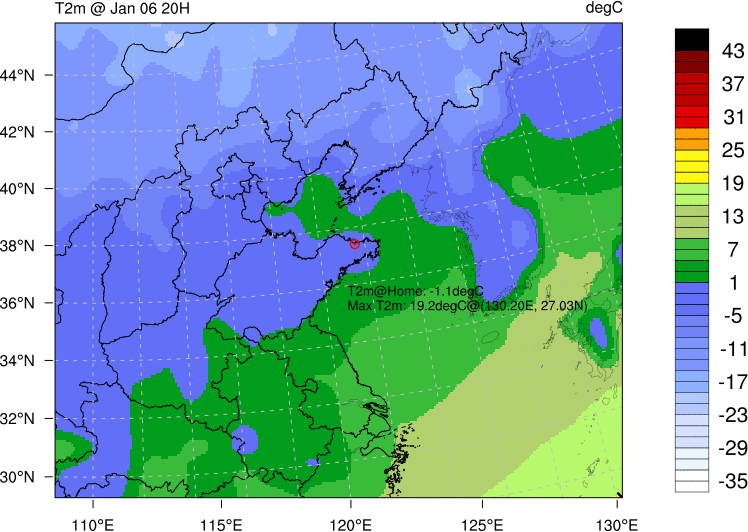 T2m @ Jan 06 20H
degC
44°N
42°N
40°N
38°N
36°N
34°N
32°N
30°N
T2m@Home: -1.1degC
Max T2m: 19.2degC@(130.20E, 27.03N)
110°E
115°E
120°E
125°E
130°E
43
37
31
25
19
13
7
1
-5
-11
-17
-23
-29
-35